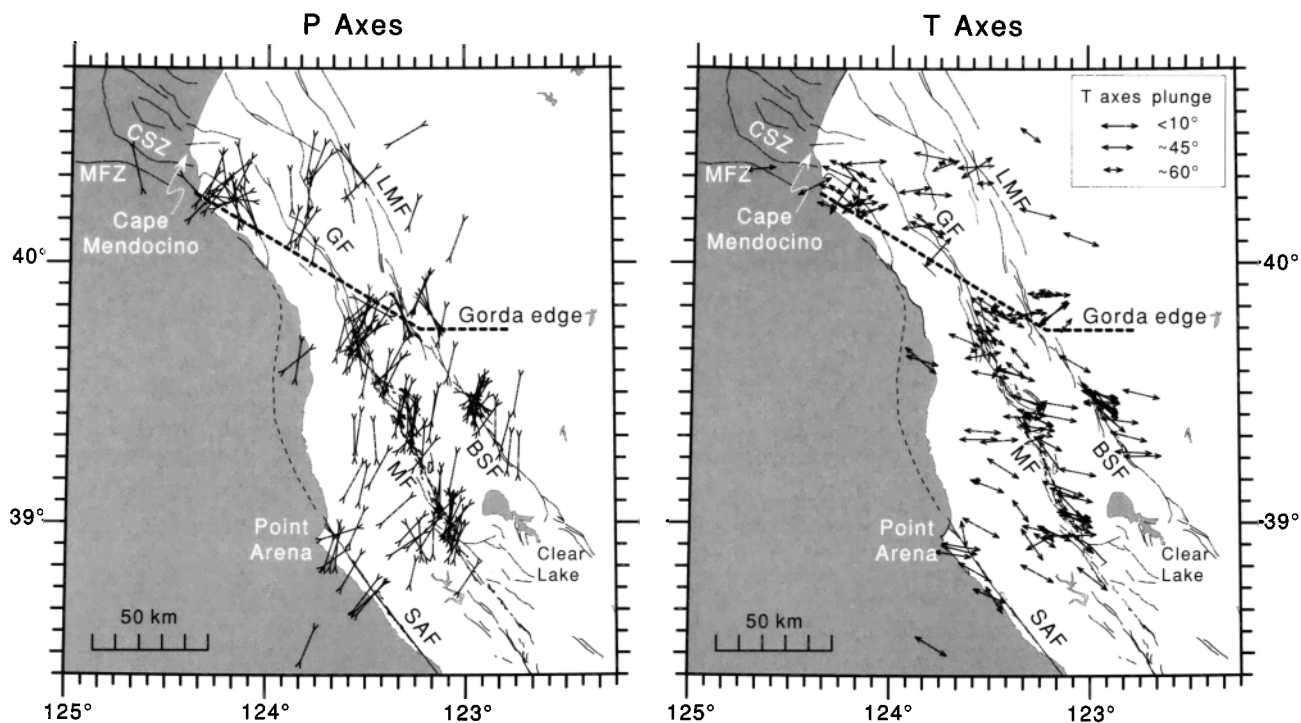 P Axes
CSZ
MFZ
Cape
Mendocino
LMF
GF
40°
Gorda edge
BSF
MF
39°
Point
Arena
Clear
Lake
50 km
SAF
125°
124°
123°
T Axes
T axes plunge
<10°
~45°
~60°
CSZ
MFZ
Cape
Mendocino
LMF
GF
40°
Gorda edge
BSF
MF
39°
Point
Arena
Clear
Lake
50 km
SAF
125°
124°
123°